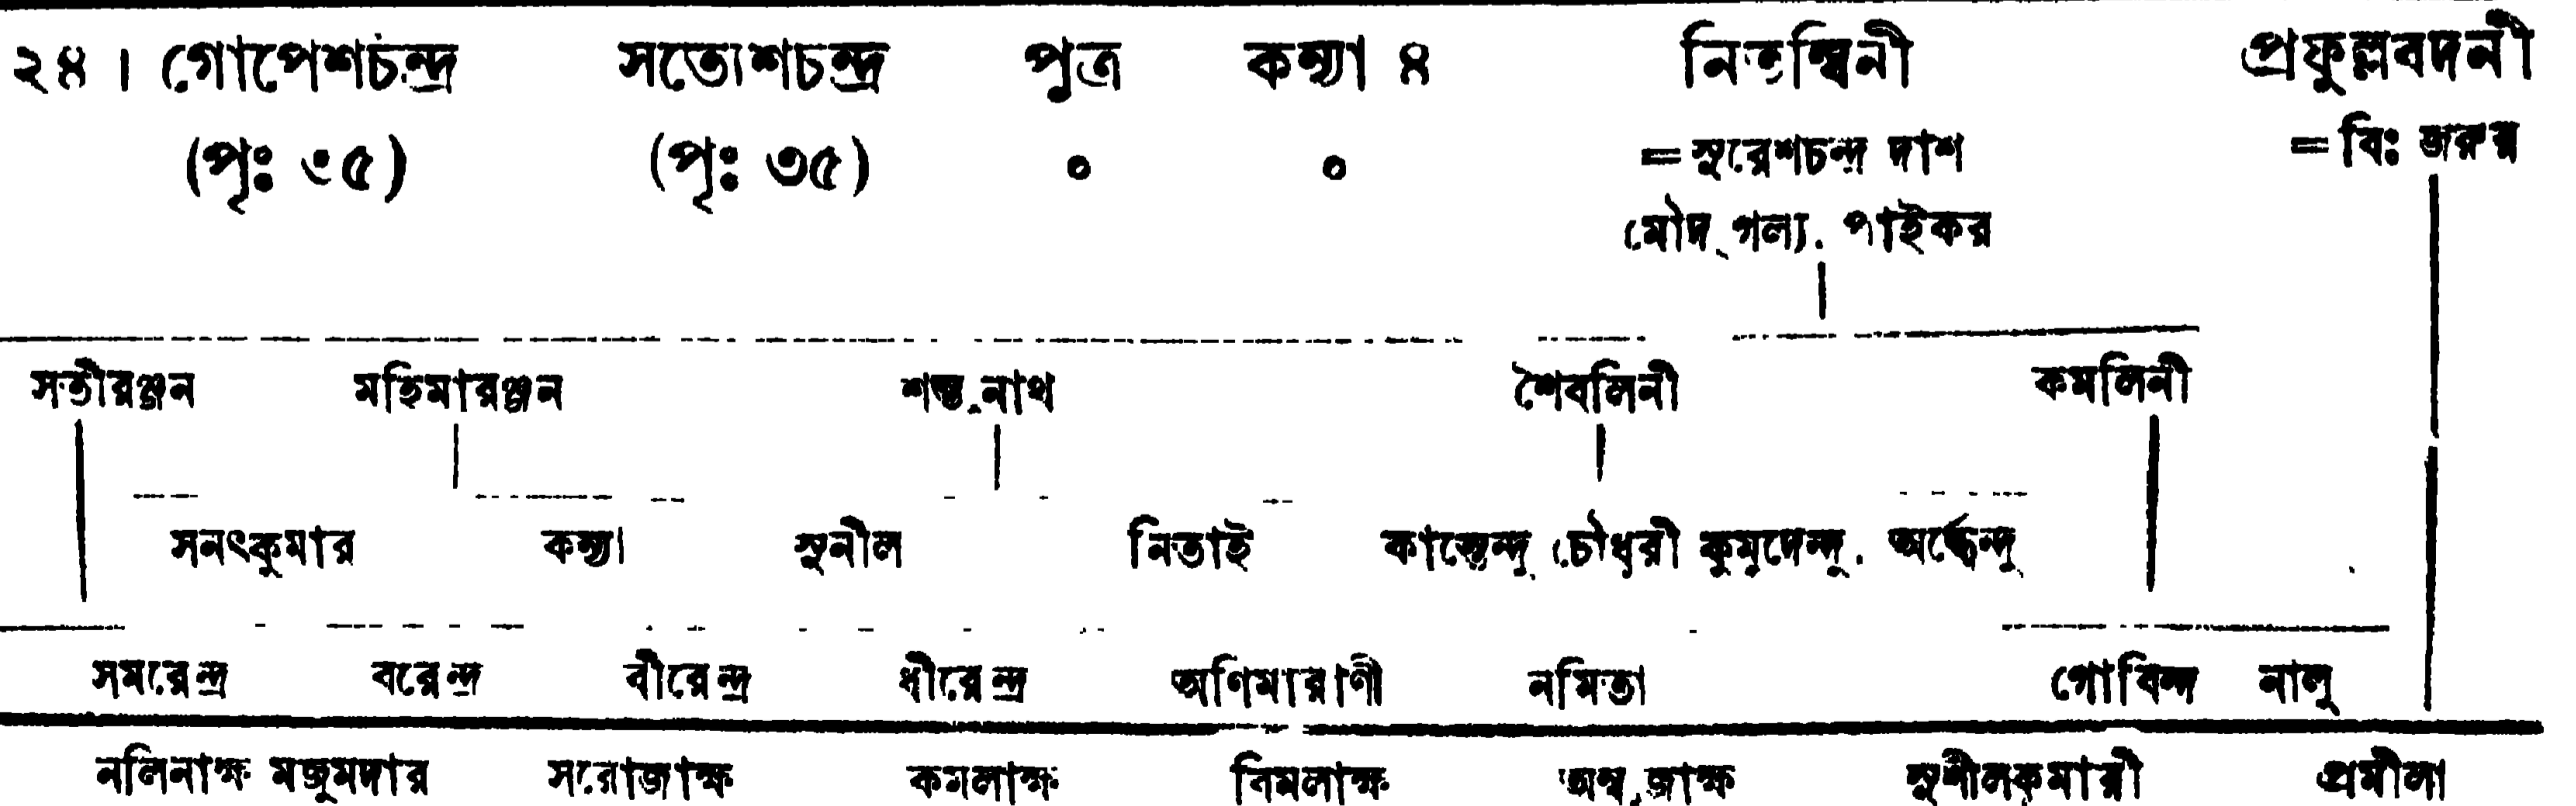 ২৪। গোপেশচন্দ্র সতোশচন্দ্র পুত্র কন্যা ৪ নিতম্বিনী প্রফুল্লবদনী
(পৃঃ ৩৫) (পৃঃ ৩৫) ০ ০ =সুরেশচন্দ্র দাশ =বিঃ জরুর
মৌদ্গল্য. পাইকর
সতীরঞ্জন মহিমারঞ্জন শম্ভুনাথ শৈবলিনী কমলিনী
সনৎকুমার কন্যা সুনীল নিতাই চৌধুরী কুমুদেন্দু. অর্দ্ধেন্দু
সমরেন্দ্র বরেন্দ্র বীরেন্দ্র ধীরেন্দ্র অণিমারাণী নমিতা গোবিন্দ নালু
নলিনাক্ষ মজুমদার সরোজাক্ষ কমলাক্ষ বিমলাক্ষ অম্বুজাক্ষ সুশীলকুমারী প্রমীলা